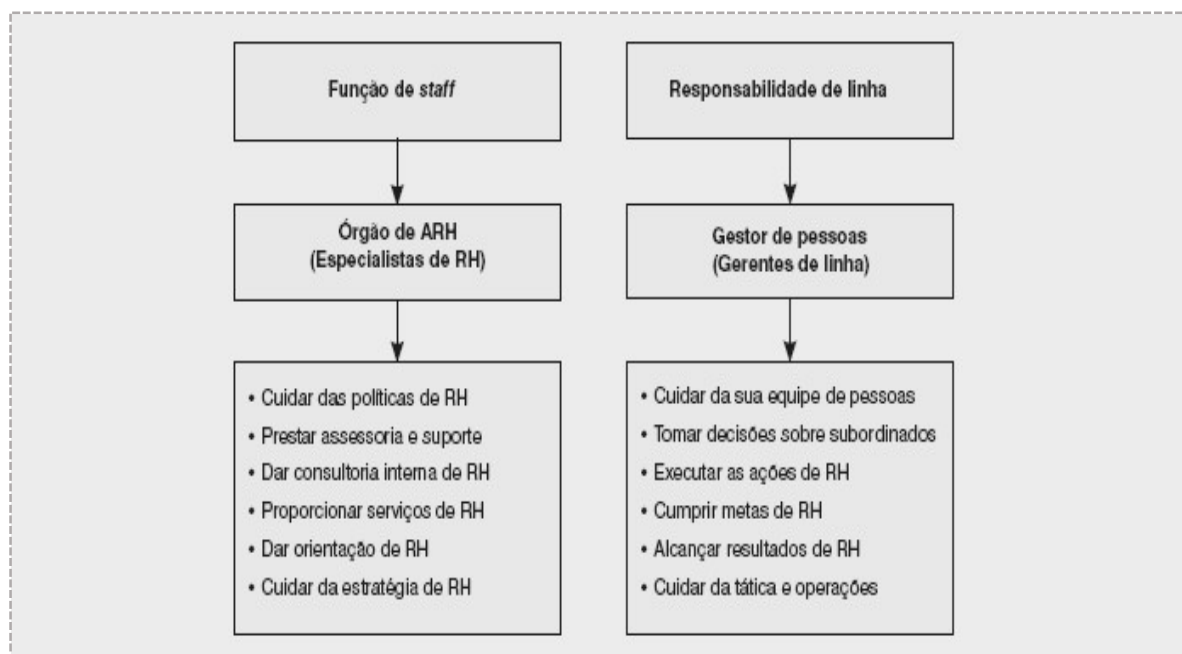 Função de staff
Órgão de ARH
(Especialistas de RH)
• Cuidar das políticas de RH
• Prestar assessoria e suporte
• Dar consultoria interna de RH
• Proporcionar serviços de RH
• Dar orientação de RH
• Cuidar da estratégia de RH
Responsabilidade de linha
Gestor de pessoas
(Gerentes de linha)
• Cuidar da sua equipe de pessoas
• Tomar decisões sobre subordinados
• Executar as ações de RH
• Cumprir metas de RH
• Alcançar resultados de RH
• Cuidar da tática e operações